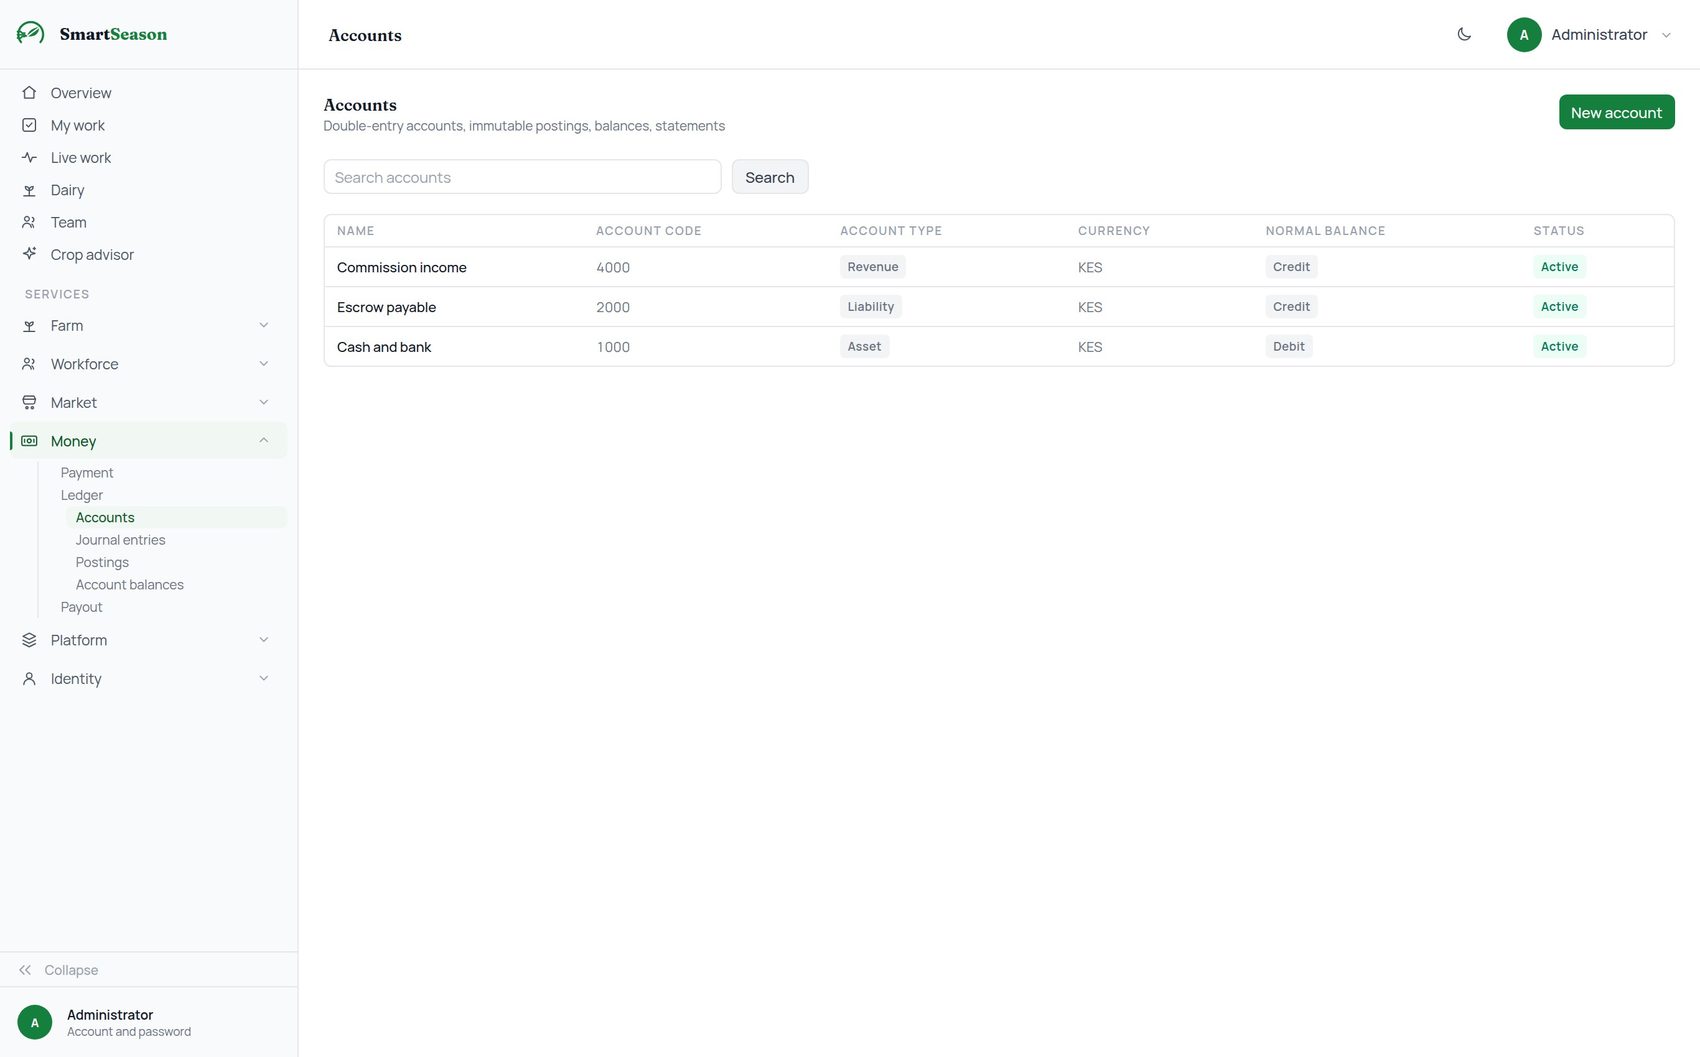 SmartSeason
Accounts
A
Administrator
Overview
My work
Live work
Dairy
Team
Crop advisor
SERVICES
Farm
Workforce
Market
Money
Payment
Ledger
Accounts
Journal entries
Postings
Account balances
Payout
Platform
Identity
Collapse
A
Administrator
Account and password
Accounts
Double-entry accounts, immutable postings, balances, statements
New account
Search accounts
Search
NAME ACCOUNT CODE ACCOUNT TYPE CURRENCY NORMAL BALANCE STATUS
Commission income 4000 Revenue KES Credit Active
Escrow payable 2000 Liability KES Credit Active
Cash and bank 1000 Asset KES Debit Active